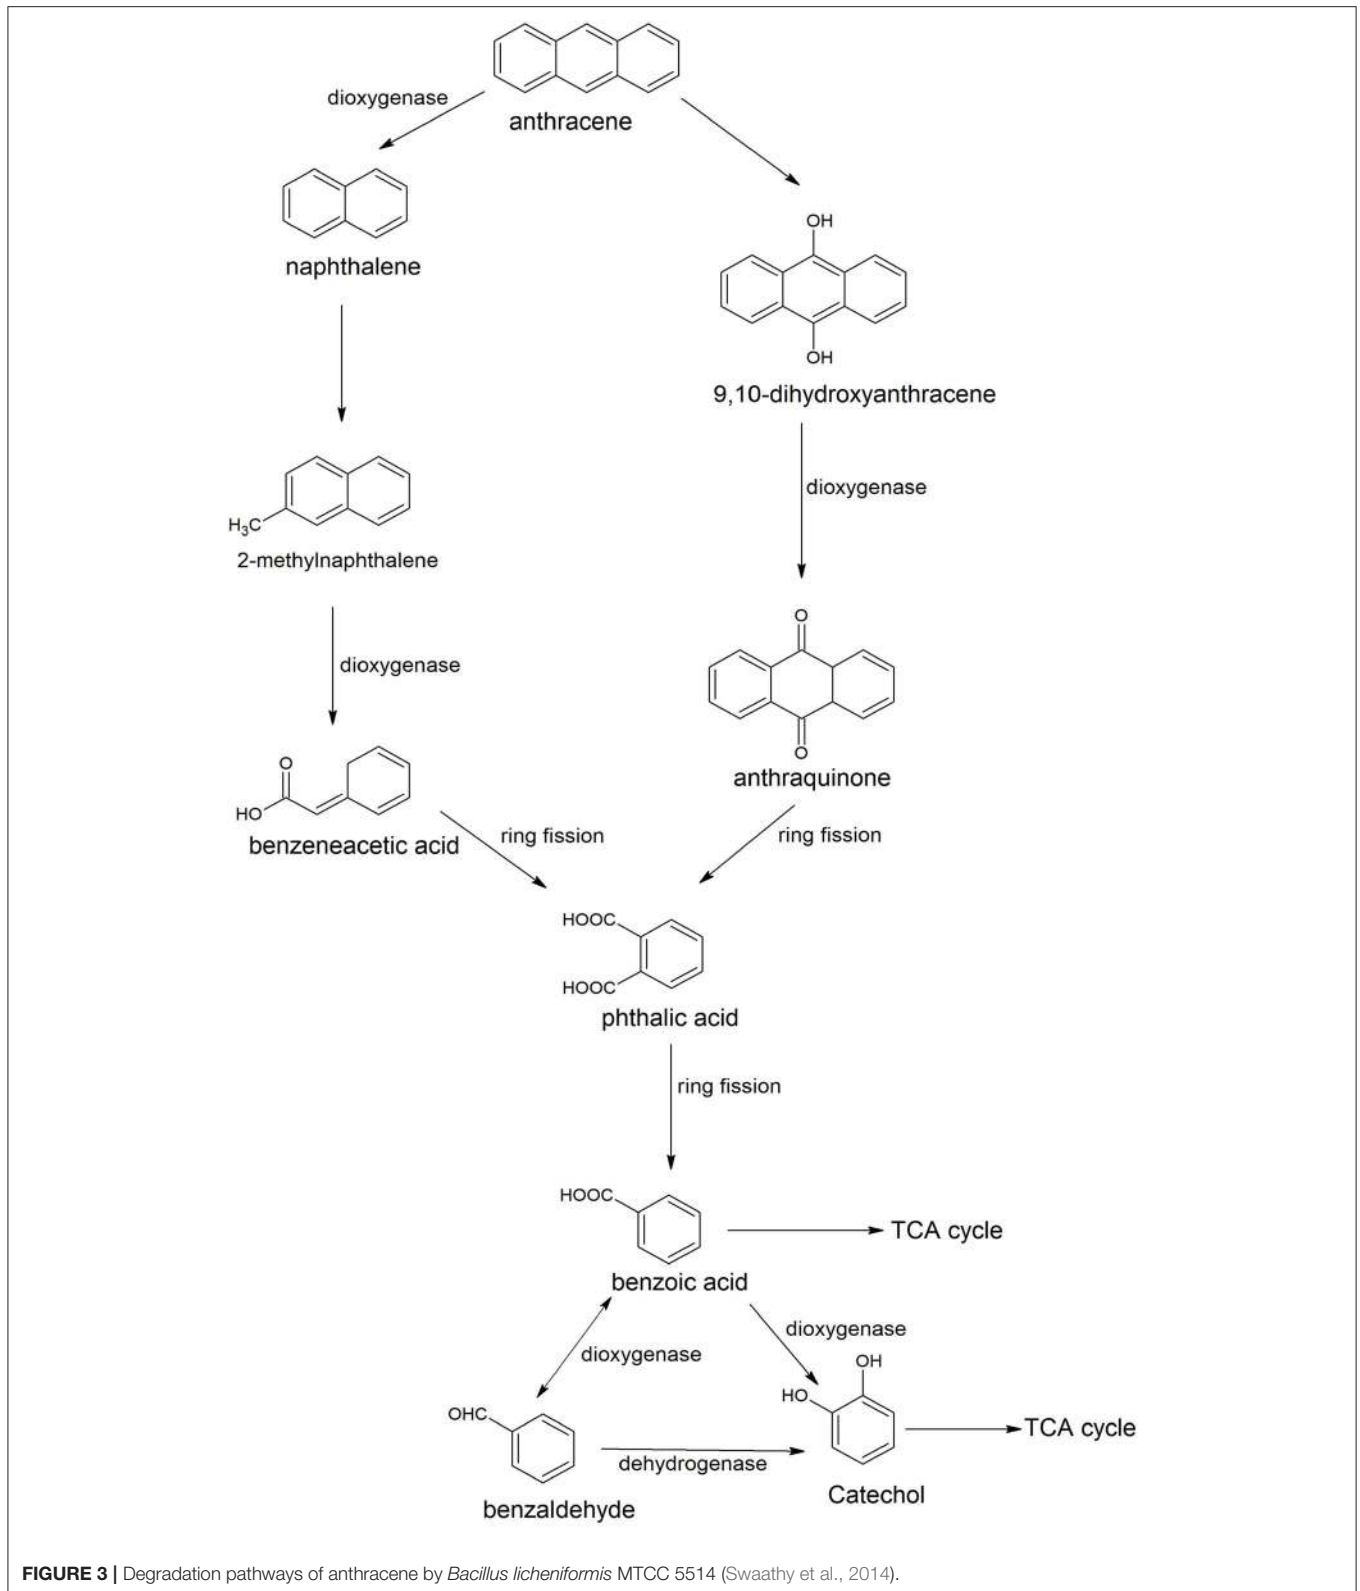 anthracene
dioxygenase
naphthalene
OH
OH
9,10-dihydroxyanthracene
dioxygenase
H₃C
2-methylnaphthalene
dioxygenase
O
O
anthraquinone
O
HO
benzeneacetic acid
ring fission
ring fission
HOOC
HOOC
phthalic acid
ring fission
HOOC
TCA cycle
benzoic acid
dioxygenase
dioxygenase
OH
HO
OHC
TCA cycle
dehydrogenase
Catechol
benzaldehyde
FIGURE 3 | Degradation pathways of anthracene by Bacillus licheniformis MTCC 5514 (Swaathy et al., 2014).